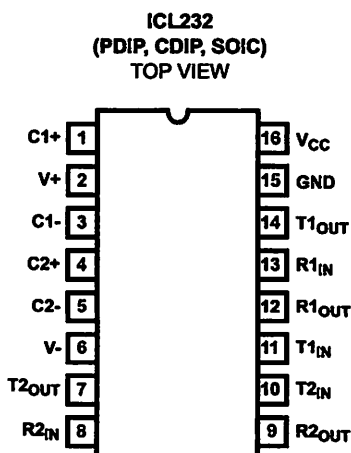 ICL232
(PDIP, CDIP, SOIC)
TOP VIEW
C1+ 1 16 VCC
V+ 2 15 GND
C1- 3 14 T1OUT
C2+ 4 13 R1IN
C2- 5 12 R1OUT
V- 6 11 T1IN
T2OUT 7 10 T2IN
R2IN 8 9 R2OUT